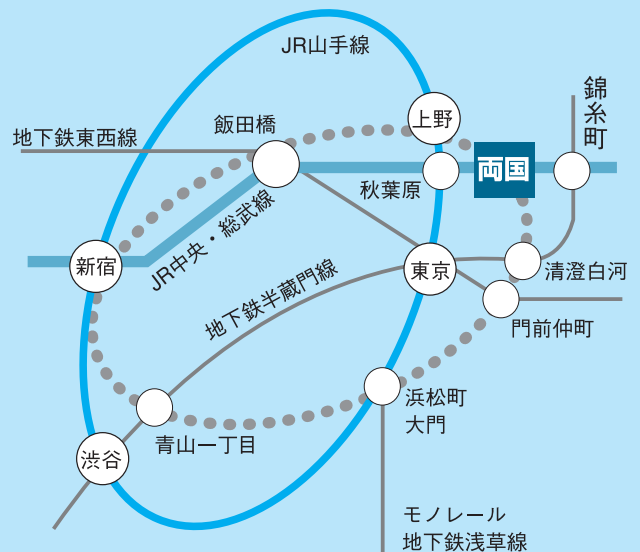 JR山手線
錦糸町
上野
飯田橋
地下鉄東西線
両国
秋葉原
JR中央・総武線
新宿
東京
清澄白河
地下鉄半蔵門線
門前仲町
浜松町
大門
青山一丁目
渋谷
モノレール
地下鉄浅草線